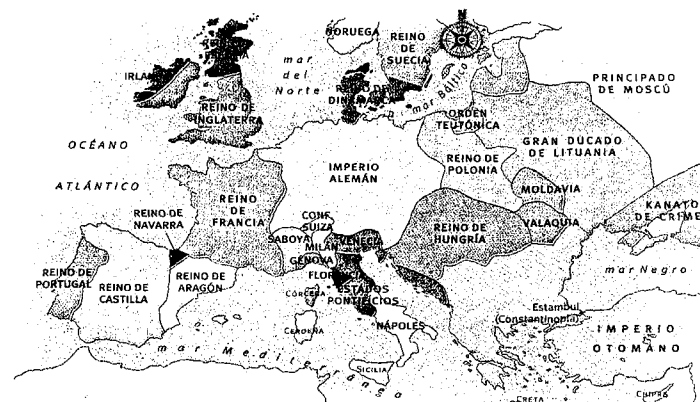 NORUEGA
REINO
DE
SUECIA
mar
del
Norte
REINO DE
DINAMARCA
mar Báltico
PRINCIPADO
DE MOSCÚ
REINO DE
INGLATERRA
ORDEN
TEUTÓNICA
GRAN DUCADO
DE LITUANIA
OCÉANO
ATLÁNTICO
IMPERIO
ALEMÁN
REINO DE
POLONIA
MOLDAVIA
KANATO
DE CRIME
REINO
DE
FRANCIA
REINO DE
NAVARRA
CONF.
SUIZA
SABOYA
MILÁN
VENECIA
GÉNOVA
REINO DE
HUNGRÍA
VALAQUIA
mar Negro
REINO DE
PORTUGAL
REINO DE
CASTILLA
REINO DE
ARAGÓN
FLORENCIA
ESTADOS
PONTIFICIOS
CÓRCEGA
CERDEÑA
NÁPOLES
Estambul
(Constantinopla)
IMPERIO
OTOMANO
mar Mediterráneo
SICILIA
CRETA
CHIPRE